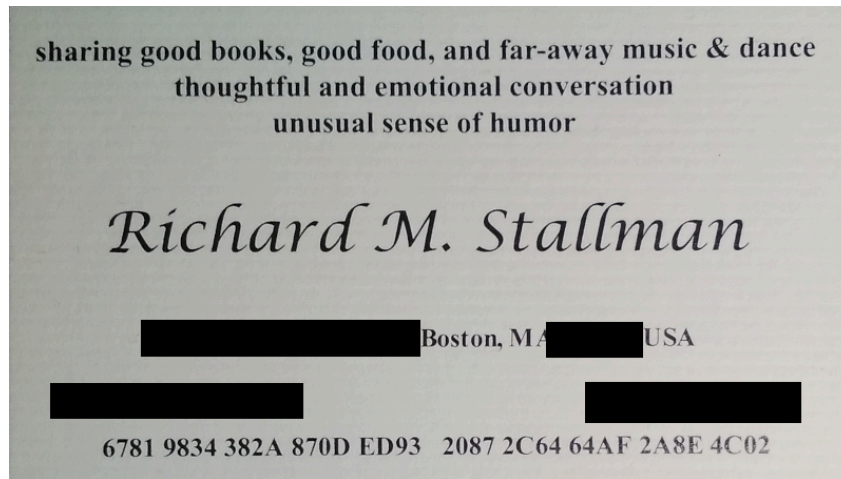 sharing good books, good food, and far-away music & dance
thoughtful and emotional conversation
unusual sense of humor
Richard M. Stallman
Boston, MA USA
6781 9834 382A 870D ED93 2087 2C64 64AF 2A8E 4C02